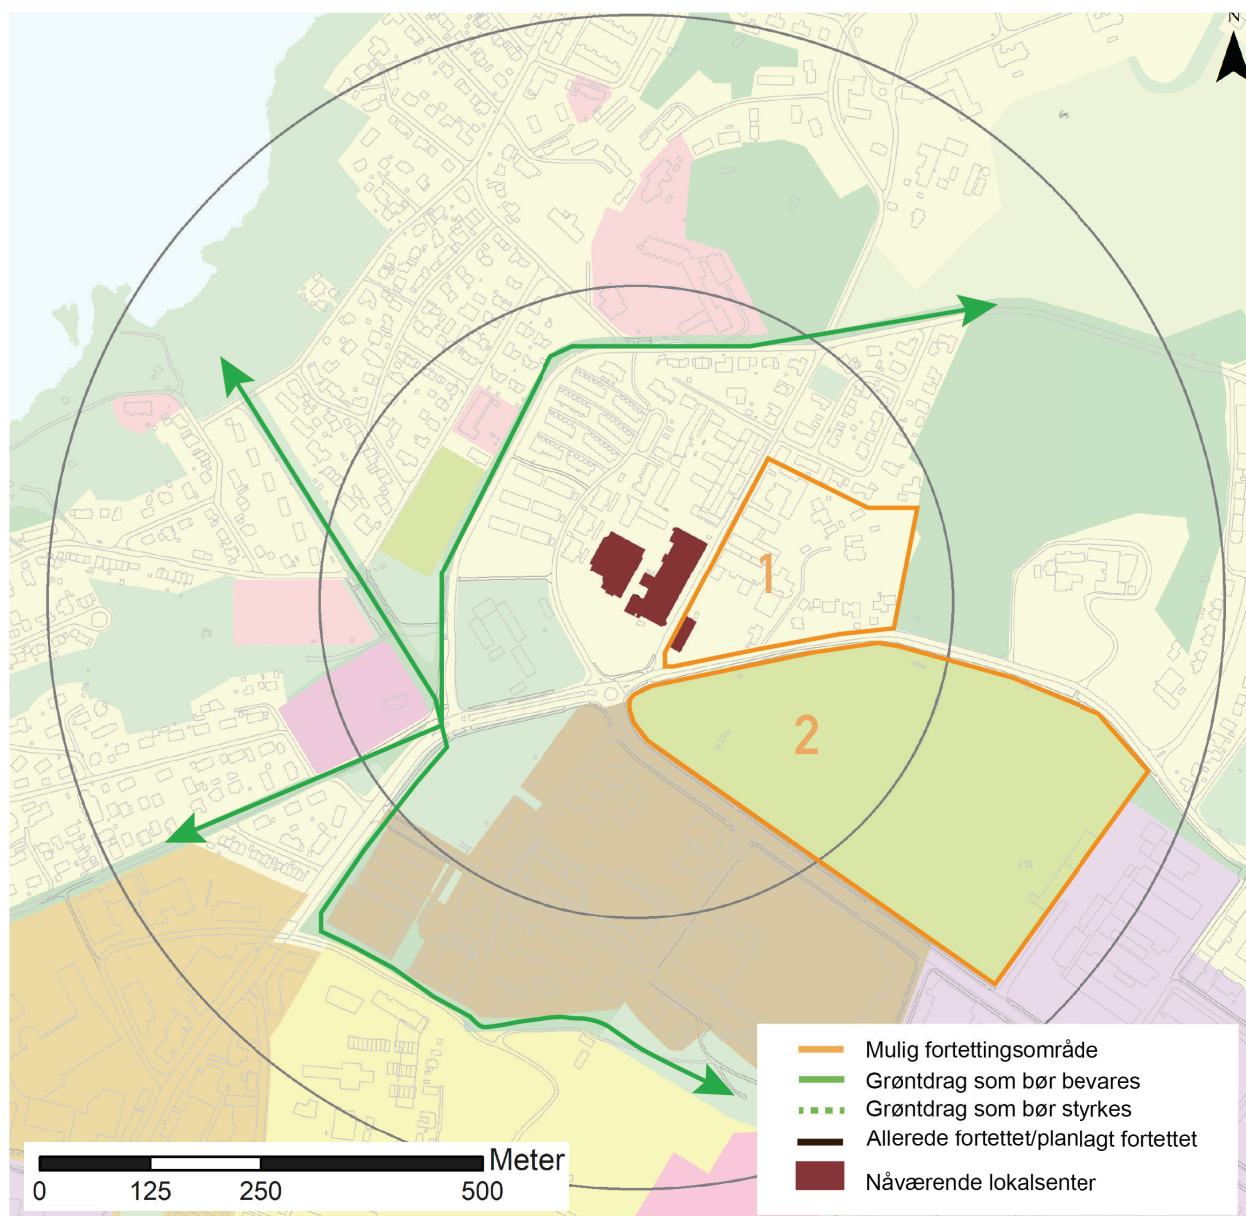 N
1
2
Mulig fortettingsområde
Grøntdrag som bør bevares
Grøntdrag som bør styrkes
Allerede fortettet/planlagt fortettet
Nåværende lokalsenter
Meter
0 125 250 500